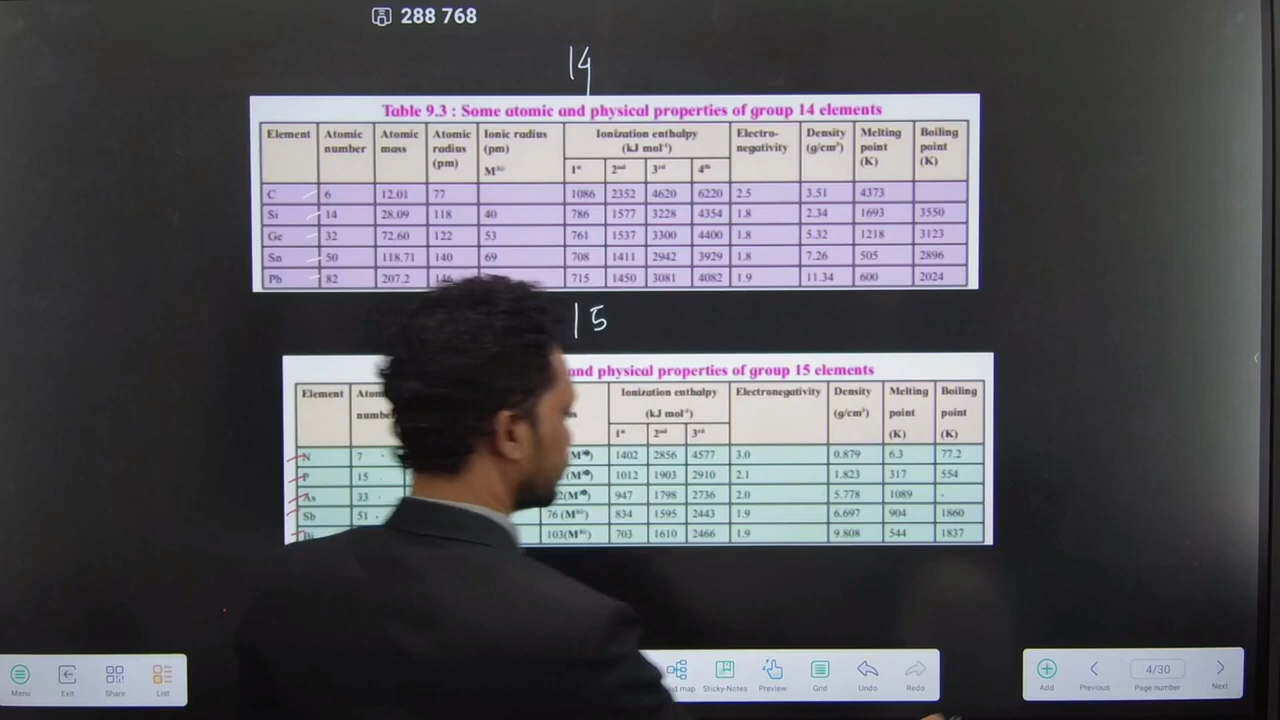 288 768
14
Table 9.3 : Some atomic and physical properties of group 14 elements
Element Atomic number Atomic mass Atomic radius (pm) Ionic radius (pm) Ionization enthalpy (kJ mol⁻¹) Electro-negativity Density (g/cm³) Melting point (K) Boiling point (K)
1st 2nd 3rd 4th
C 6 12.01 77 1086 2352 4620 6220 2.5 3.51 4373
Si 14 28.09 118 40 786 1577 3228 4354 1.8 2.34 1693 3550
Ge 32 72.60 122 53 761 1537 3300 4400 1.8 5.32 1218 3123
Sn 50 118.71 140 69 708 1411 2942 3929 1.8 7.26 505 2896
Pb 82 207.2 146 715 1450 3081 4082 1.9 11.34 600 2024
15
and physical properties of group 15 elements
Element Ionization enthalpy (kJ mol⁻¹) Electronegativity Density (g/cm³) Melting point (K) Boiling point (K)
1st 2nd 3rd
N 7 1402 2856 4577 3.0 0.879 6.3 77.2
P 15 1012 1903 2910 2.1 1.823 317 554
As 33 947 1798 2736 2.0 5.778 1089 -
Sb 51 76 834 1595 2443 1.9 6.697 904 1860
Bi 103 703 1610 2466 1.9 9.808 544 1837
Menu Exit Share List Sticky-Notes Preview Grid Undo Redo Add Previous 4/30 Page number Next